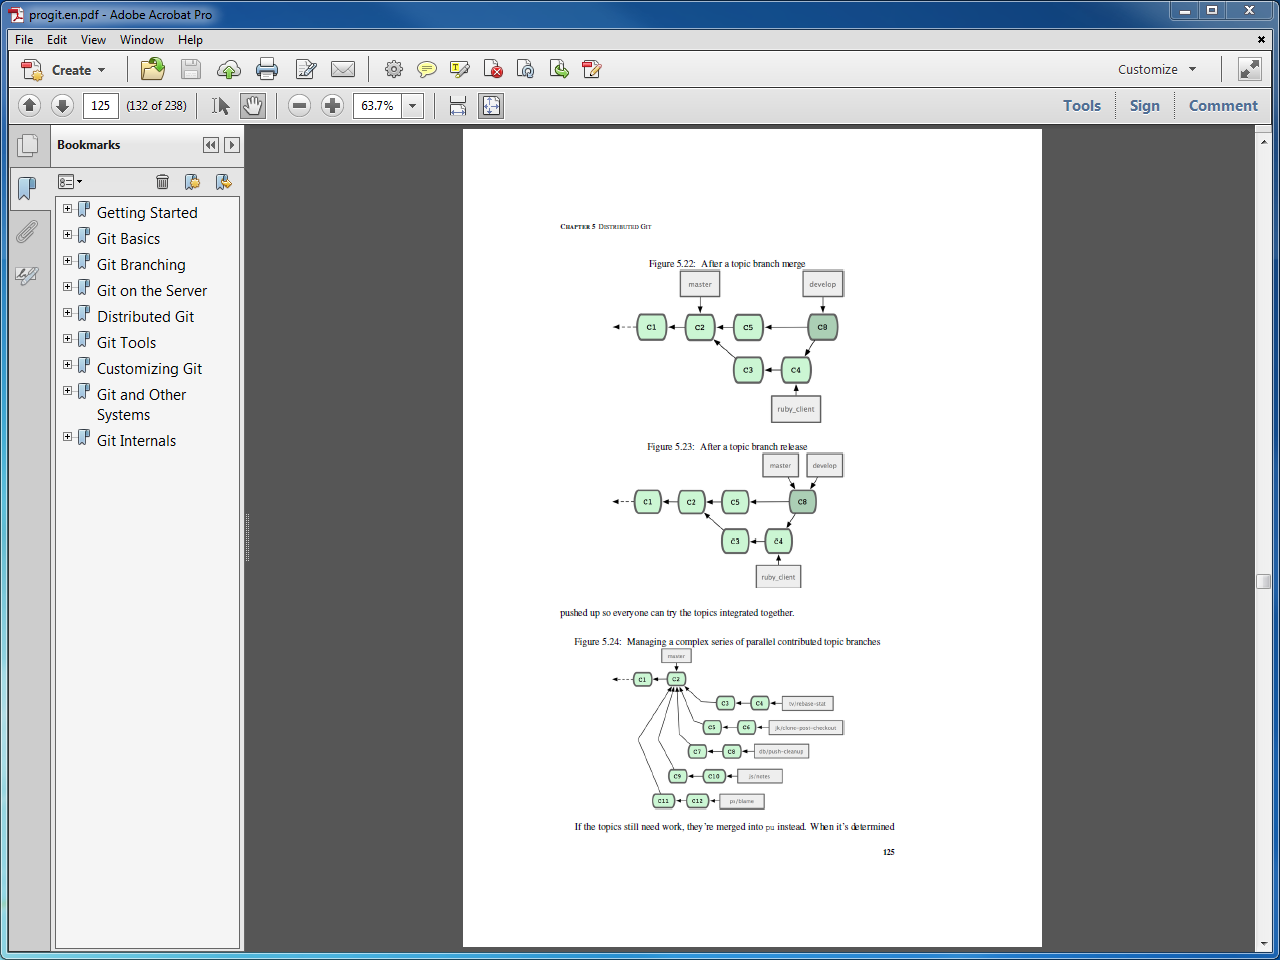 progit.en.pdf - Adobe Acrobat Pro
File Edit View Window Help
Create
Customize
125 (132 of 238)
63.7%
Tools Sign Comment
Bookmarks
Getting Started
Git Basics
Git Branching
Git on the Server
Distributed Git
Git Tools
Customizing Git
Git and Other
Systems
Git Internals
CHAPTER 5 DISTRIBUTED GIT
Figure 5.22: After a topic branch merge
master develop
C1 C2 C5 C8
C3 C4
ruby_client
Figure 5.23: After a topic branch release
master develop
C1 C2 C5 C8
C3 C4
ruby_client
pushed up so everyone can try the topics integrated together.
Figure 5.24: Managing a complex series of parallel contributed topic branches
master
C1 C2
C3 C4 tv/rebase-stat
C5 C6 jk/clone-post-checkout
C7 C8 db/push-cleanup
C9 C10 js/notes
C11 C12 ps/blame
If the topics still need work, they're merged into pu instead. When it's determined
125